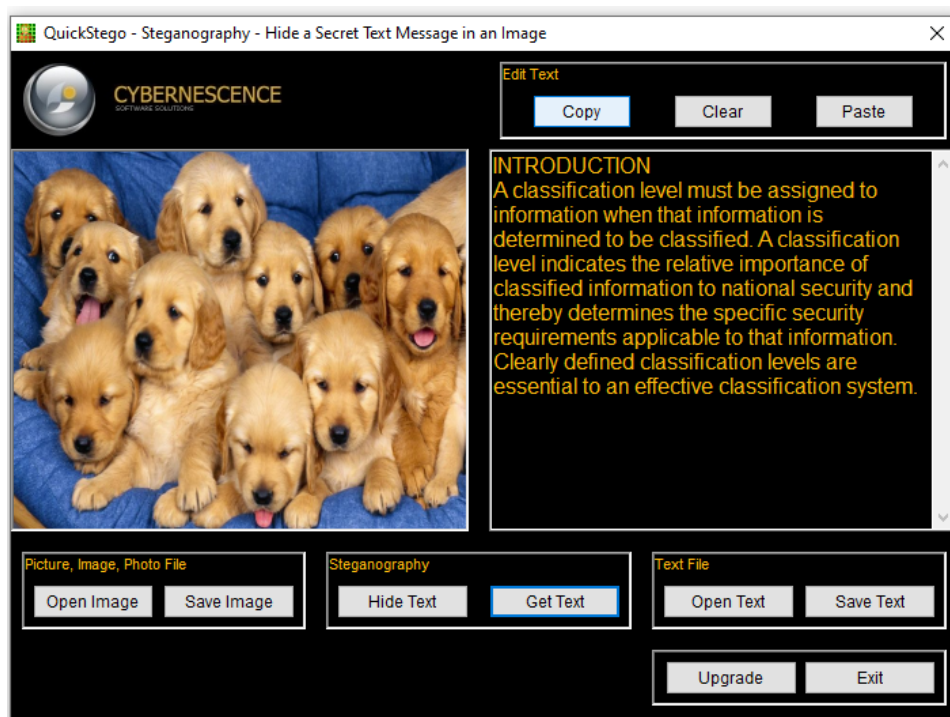 QuickStego - Steganography - Hide a Secret Text Message in an Image
CYBERNESCENCE
SOFTWARE SOLUTIONS
Edit Text
Copy
Clear
Paste
INTRODUCTION
A classification level must be assigned to
information when that information is
determined to be classified. A classification
level indicates the relative importance of
classified information to national security and
thereby determines the specific security
requirements applicable to that information.
Clearly defined classification levels are
essential to an effective classification system.
Picture, Image, Photo File
Open Image
Save Image
Steganography
Hide Text
Get Text
Text File
Open Text
Save Text
Upgrade
Exit